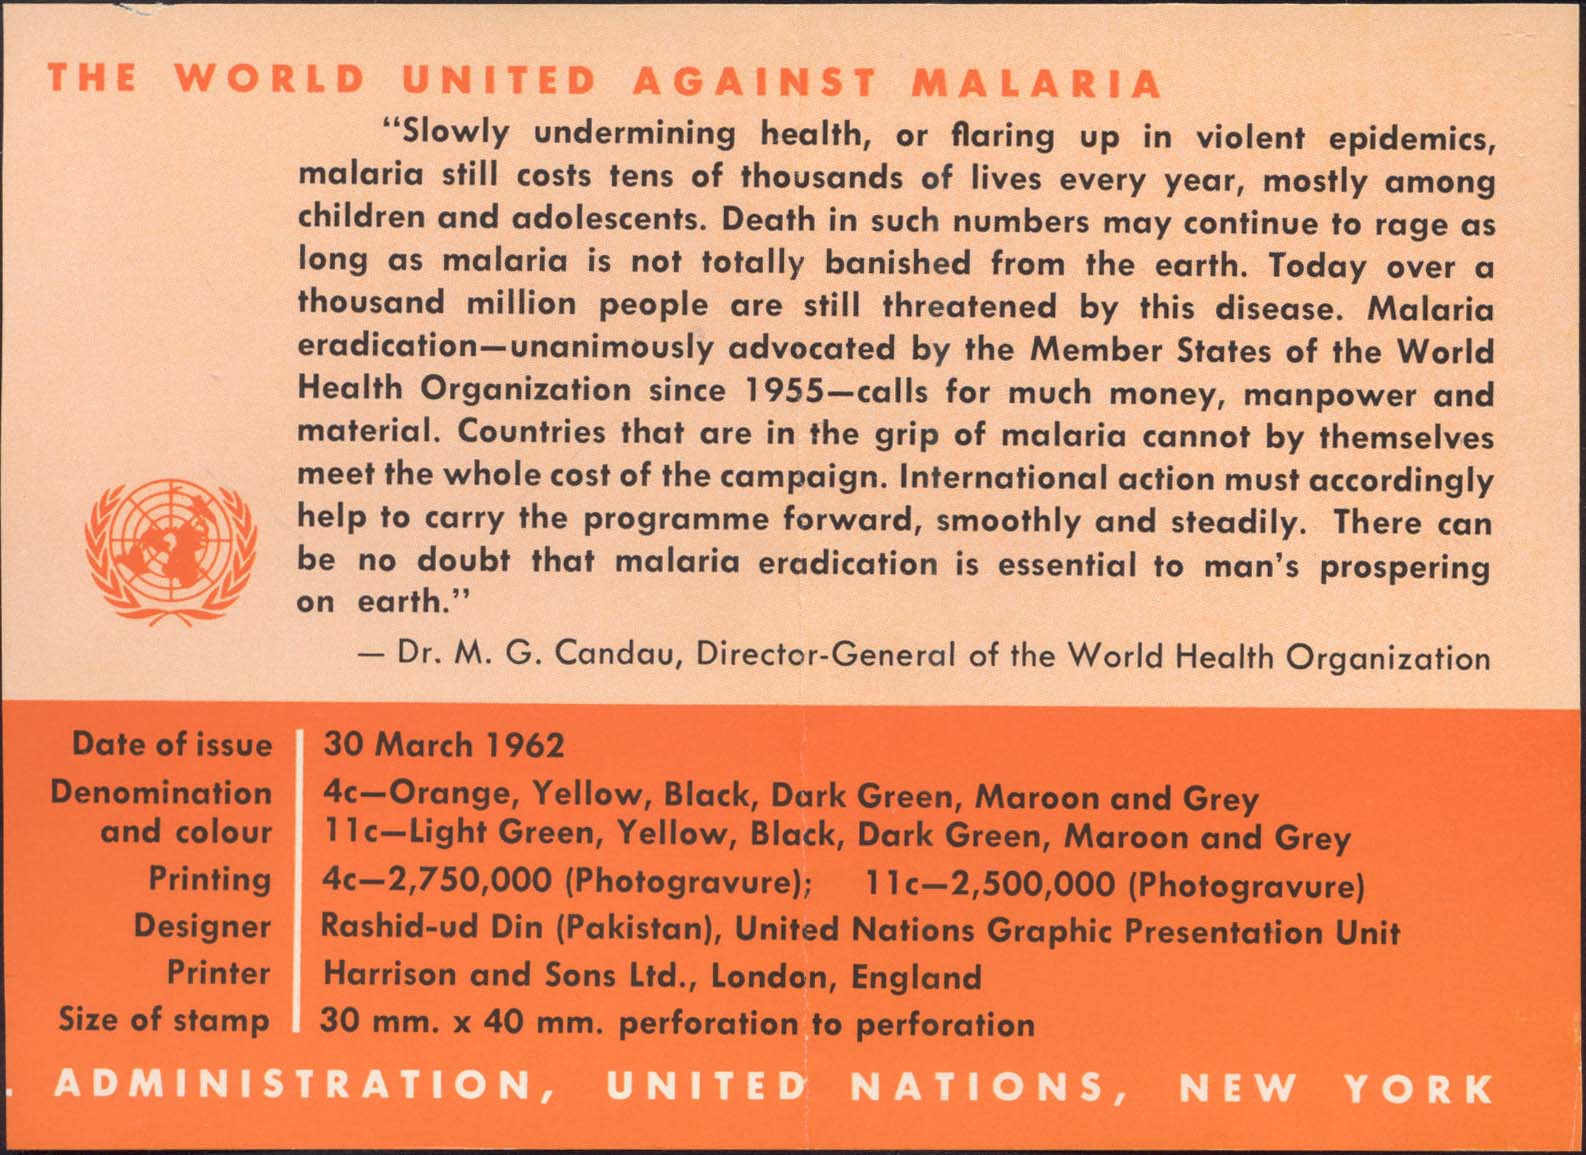 THE WORLD UNITED AGAINST MALARIA
“Slowly undermining health, or flaring up in violent epidemics,
malaria still costs tens of thousands of lives every year, mostly among
children and adolescents. Death in such numbers may continue to rage as
long as malaria is not totally banished from the earth. Today over a
thousand million people are still threatened by this disease. Malaria
eradication—unanimously advocated by the Member States of the World
Health Organization since 1955—calls for much money, manpower and
material. Countries that are in the grip of malaria cannot by themselves
meet the whole cost of the campaign. International action must accordingly
help to carry the programme forward, smoothly and steadily. There can
be no doubt that malaria eradication is essential to man’s prospering
on earth.”
— Dr. M. G. Candau, Director-General of the World Health Organization
Date of issue 30 March 1962
Denomination 4c—Orange, Yellow, Black, Dark Green, Maroon and Grey
and colour 11c—Light Green, Yellow, Black, Dark Green, Maroon and Grey
Printing 4c—2,750,000 (Photogravure); 11c—2,500,000 (Photogravure)
Designer Rashid-ud Din (Pakistan), United Nations Graphic Presentation Unit
Printer Harrison and Sons Ltd., London, England
Size of stamp 30 mm. x 40 mm. perforation to perforation
. ADMINISTRATION, UNITED NATIONS, NEW YORK